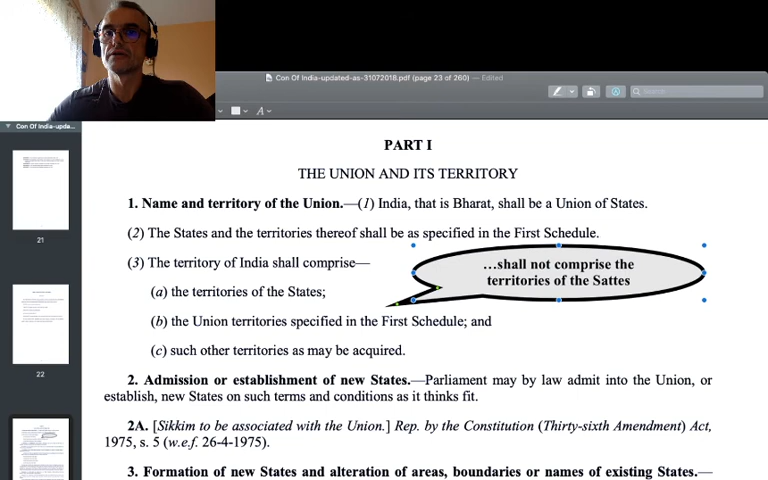 Con Of India-updated-as-31072018.pdf (page 23 of 260) — Edited
Search
A
Con Of India-upda...
21
22
PART I
THE UNION AND ITS TERRITORY
1. Name and territory of the Union.—(1) India, that is Bharat, shall be a Union of States.
(2) The States and the territories thereof shall be as specified in the First Schedule.
(3) The territory of India shall comprise—
...shall not comprise the
territories of the Sattes
(a) the territories of the States;
(b) the Union territories specified in the First Schedule; and
(c) such other territories as may be acquired.
2. Admission or establishment of new States.—Parliament may by law admit into the Union, or
establish, new States on such terms and conditions as it thinks fit.
2A. [Sikkim to be associated with the Union.] Rep. by the Constitution (Thirty-sixth Amendment) Act,
1975, s. 5 (w.e.f. 26-4-1975).
3. Formation of new States and alteration of areas, boundaries or names of existing States.—